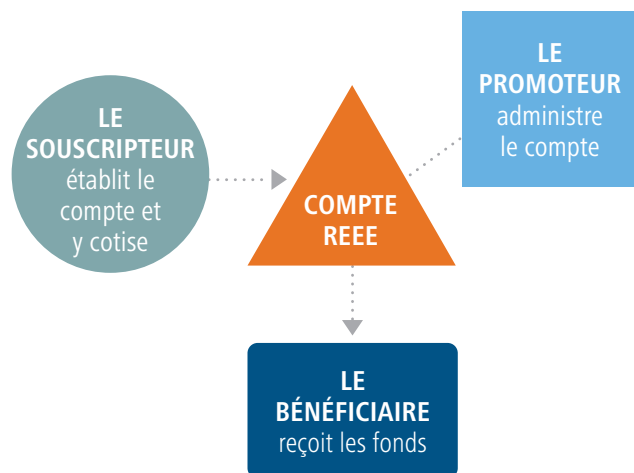 LE
SOUSCRIPTEUR
établit le
compte et
y cotise
COMPTE
REEE
LE
PROMOTEUR
administre
le compte
LE
BÉNÉFICIAIRE
reçoit les fonds